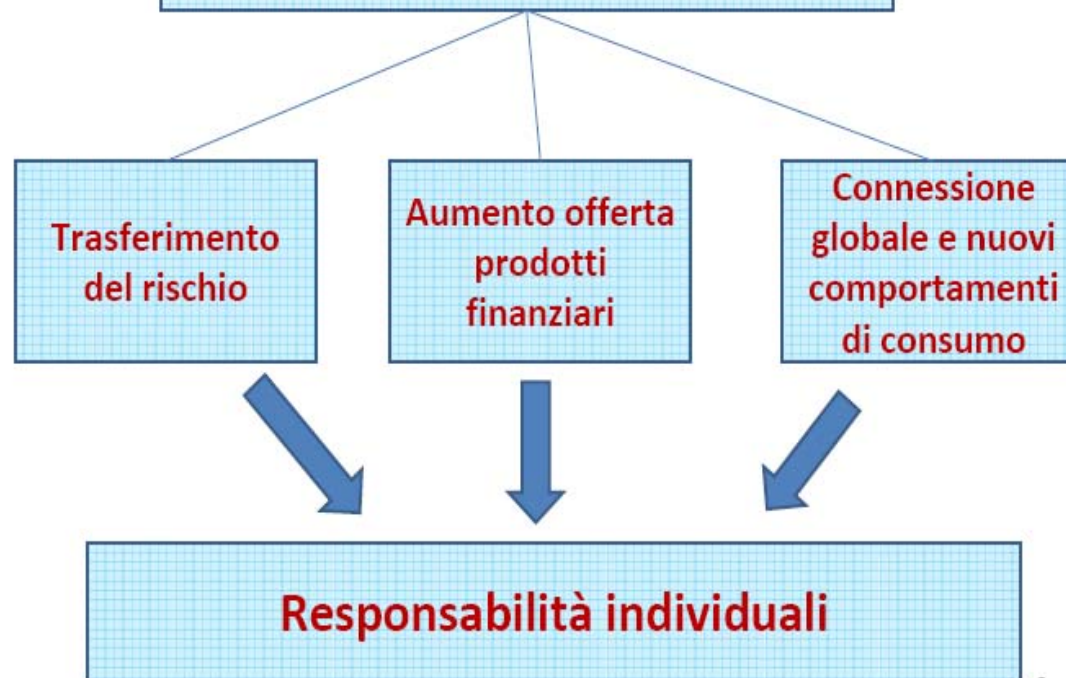 Trasferimento
del rischio
Aumento offerta
prodotti
finanziari
Connessione
globale e nuovi
comportamenti
di consumo
Responsabilità individuali